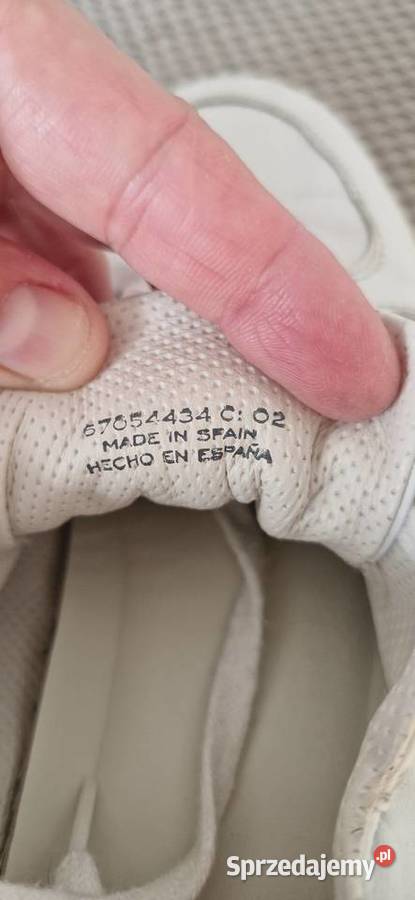 67654434 C: 02
MADE IN SPAIN
HECHO EN ESPAÑA
Sprzedajemy.pl